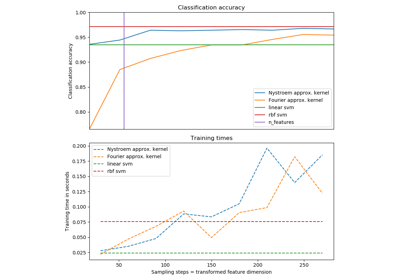 Classification accuracy
1.00
0.95
0.90
0.85
0.80
Classification accuracy
Nystroem approx. kernel
Fourier approx. kernel
linear svm
rbf svm
n_features
Training times
0.200
0.175
0.150
0.125
0.100
0.075
0.050
0.025
Training time in seconds
Nystroem approx. kernel
Fourier approx. kernel
linear svm
rbf svm
50
100
150
200
250
Sampling steps = transformed feature dimension